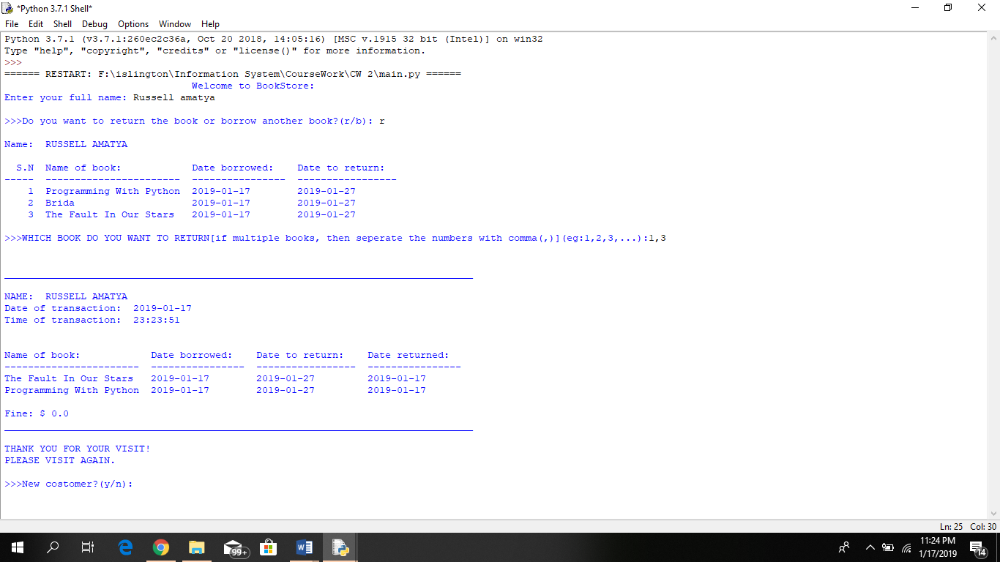 *Python 3.7.1 Shell*
File Edit Shell Debug Options Window Help
Python 3.7.1 (v3.7.1:260ec2c36a, Oct 20 2018, 14:05:16) [MSC v.1915 32 bit (Intel)] on win32
Type "help", "copyright", "credits" or "license()" for more information.
>>>
====== RESTART: F:\islington\Information System\CourseWork\CW 2\main.py ======
Welcome to BookStore:
Enter your full name: Russell amatya
>>>Do you want to return the book or borrow another book?(r/b): r
Name:  RUSSELL AMATYA
S.N  Name of book:            Date borrowed:    Date to return:
-----  -----------------------  ----------------  -----------------
1  Programming With Python  2019-01-17        2019-01-27
2  Brida                    2019-01-17        2019-01-27
3  The Fault In Our Stars   2019-01-17        2019-01-27
>>>WHICH BOOK DO YOU WANT TO RETURN[if multiple books, then seperate the numbers with comma(,)](eg:1,2,3,...):1,3
________________________________________________________________________________
NAME:  RUSSELL AMATYA
Date of transaction:  2019-01-17
Time of transaction:  23:23:51
Name of book:            Date borrowed:    Date to return:    Date returned:
-----------------------  ----------------  -----------------  ----------------
The Fault In Our Stars   2019-01-17        2019-01-27         2019-01-17
Programming With Python  2019-01-17        2019-01-27         2019-01-17
Fine: $ 0.0
________________________________________________________________________________
THANK YOU FOR YOUR VISIT!
PLEASE VISIT AGAIN.
>>>New costomer?(y/n):
Ln: 25 Col: 30
99+
W
11:24 PM
1/17/2019
14